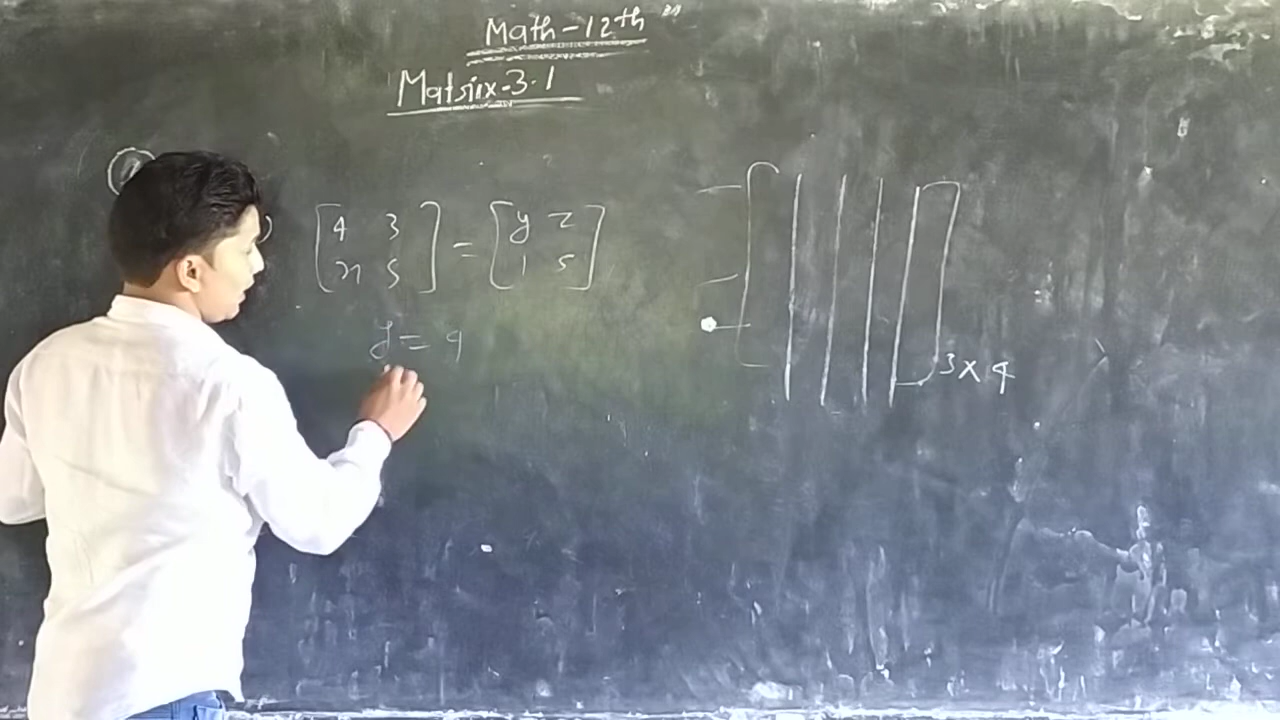 Math-12th
Matrix-3.1
) [4 3
x 5] = [y z
1 5]
y = 4
3×4